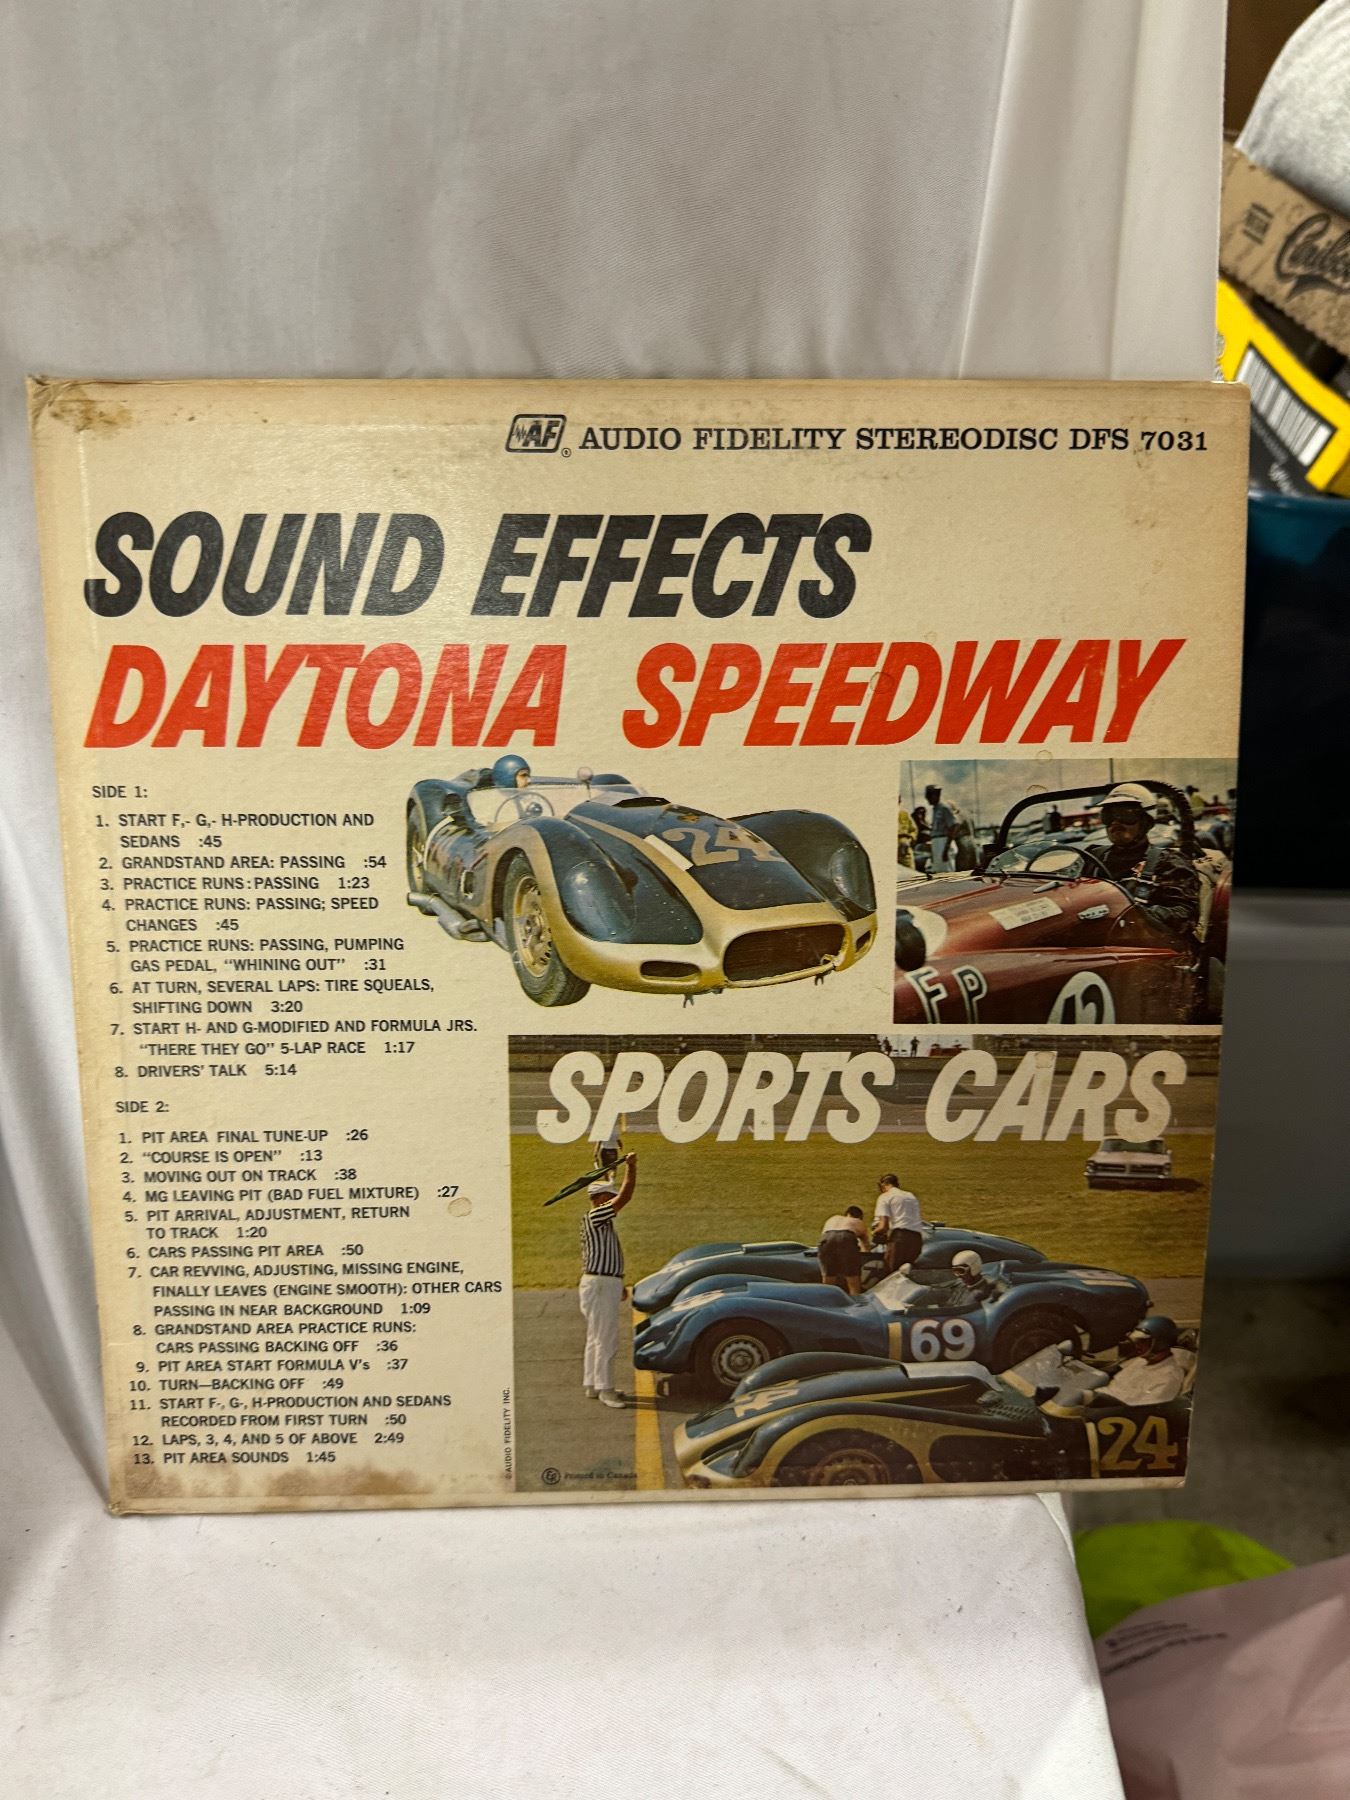 AF® AUDIO FIDELITY STEREODISC DFS 7031
SOUND EFFECTS
DAYTONA SPEEDWAY
SIDE 1:
1. START F,- G,- H-PRODUCTION AND
SEDANS :45
2. GRANDSTAND AREA: PASSING :54
3. PRACTICE RUNS: PASSING 1:23
4. PRACTICE RUNS: PASSING; SPEED
CHANGES :45
5. PRACTICE RUNS: PASSING, PUMPING
GAS PEDAL, “WHINING OUT” :31
6. AT TURN, SEVERAL LAPS: TIRE SQUEALS,
SHIFTING DOWN 3:20
7. START H- AND G-MODIFIED AND FORMULA JRS.
“THERE THEY GO” 5-LAP RACE 1:17
8. DRIVERS' TALK 5:14
SIDE 2:
1. PIT AREA FINAL TUNE-UP :26
2. “COURSE IS OPEN” :13
3. MOVING OUT ON TRACK :38
4. MG LEAVING PIT (BAD FUEL MIXTURE) :27
5. PIT ARRIVAL, ADJUSTMENT, RETURN
TO TRACK 1:20
6. CARS PASSING PIT AREA :50
7. CAR REVVING, ADJUSTING, MISSING ENGINE,
FINALLY LEAVES (ENGINE SMOOTH): OTHER CARS
PASSING IN NEAR BACKGROUND 1:09
8. GRANDSTAND AREA PRACTICE RUNS:
CARS PASSING BACKING OFF :36
9. PIT AREA START FORMULA V's :37
10. TURN—BACKING OFF :49
11. START F-, G-, H-PRODUCTION AND SEDANS
RECORDED FROM FIRST TURN :50
12. LAPS, 3, 4, AND 5 OF ABOVE 2:49
13. PIT AREA SOUNDS 1:45
24
FP
42
SPORTS CARS
69
24
24
©AUDIO FIDELITY INC.
Printed in Canada
Caribou